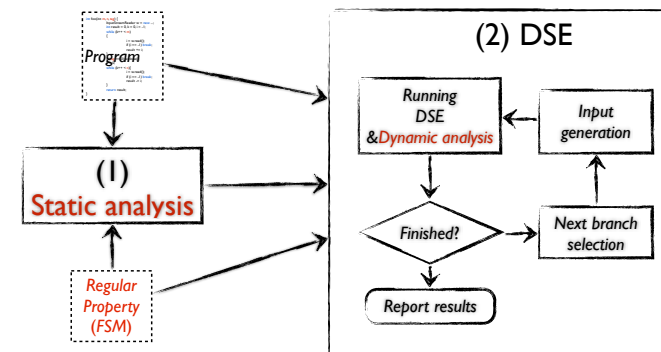 Program
(1)
Static analysis
Regular
Property
(FSM)
(2) DSE
Running
DSE
&Dynamic analysis
Input
generation
Finished?
Next branch
selection
Report results